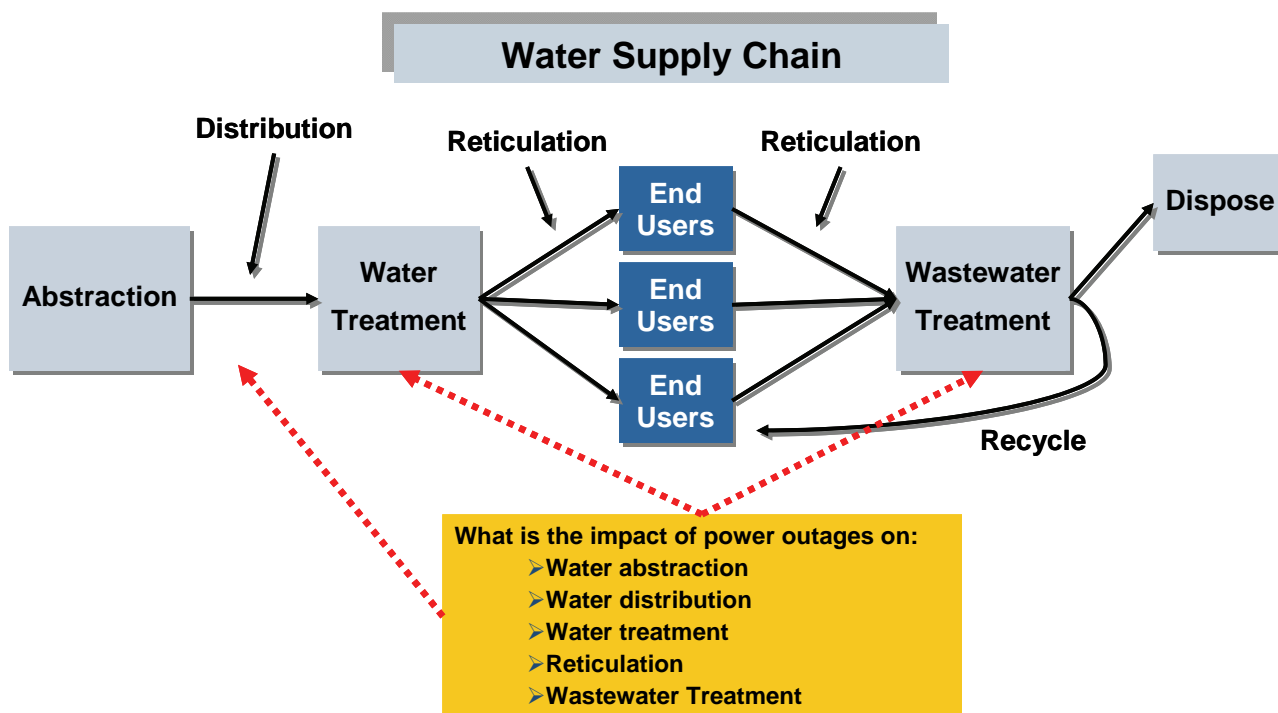 Water Supply Chain
Distribution
Reticulation
Reticulation
Abstraction
Water
Treatment
End
Users
End
Users
End
Users
Wastewater
Treatment
Dispose
Recycle
What is the impact of power outages on:
➢Water abstraction
➢Water distribution
➢Water treatment
➢Reticulation
➢Wastewater Treatment